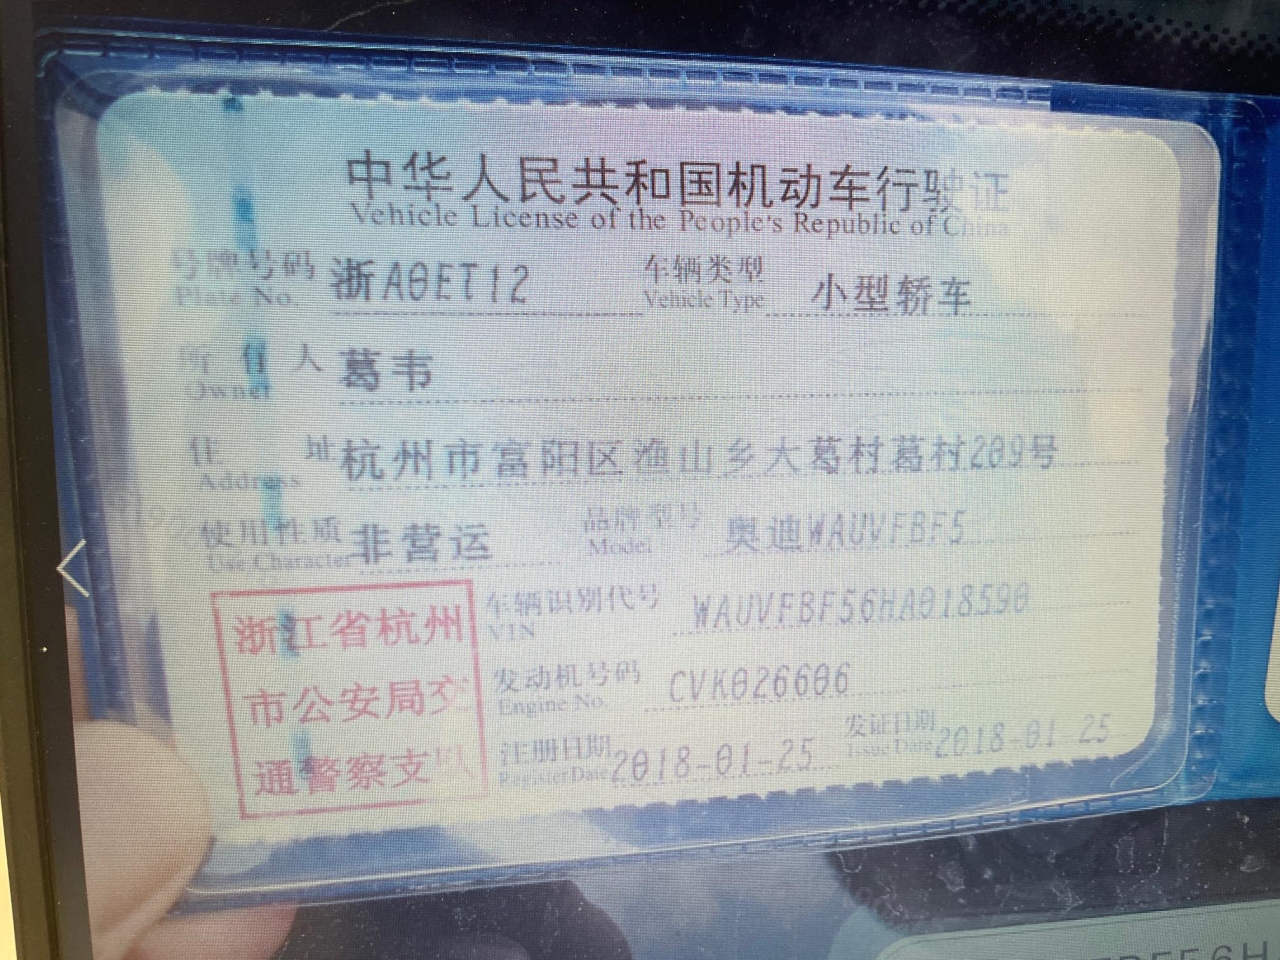 中华人民共和国机动车行驶证
Vehicle License of the People's Republic of China
号牌号码 浙A0ET12 车辆类型 小型轿车
Plate No. Vehicle Type
所有人 葛韦
Owner
住址 杭州市富阳区渔山乡大葛村葛村209号
Address
使用性质 非营运 品牌型号 奥迪WAUVFBF5
Use Character Model
浙江省杭州
市公安局交
通警察支队
车辆识别代号 WAUVFBF56HA018590
VIN
发动机号码 CVK026606
Engine No.
注册日期 2018-01-25 发证日期 2018-01-25
Register Date Issue Date